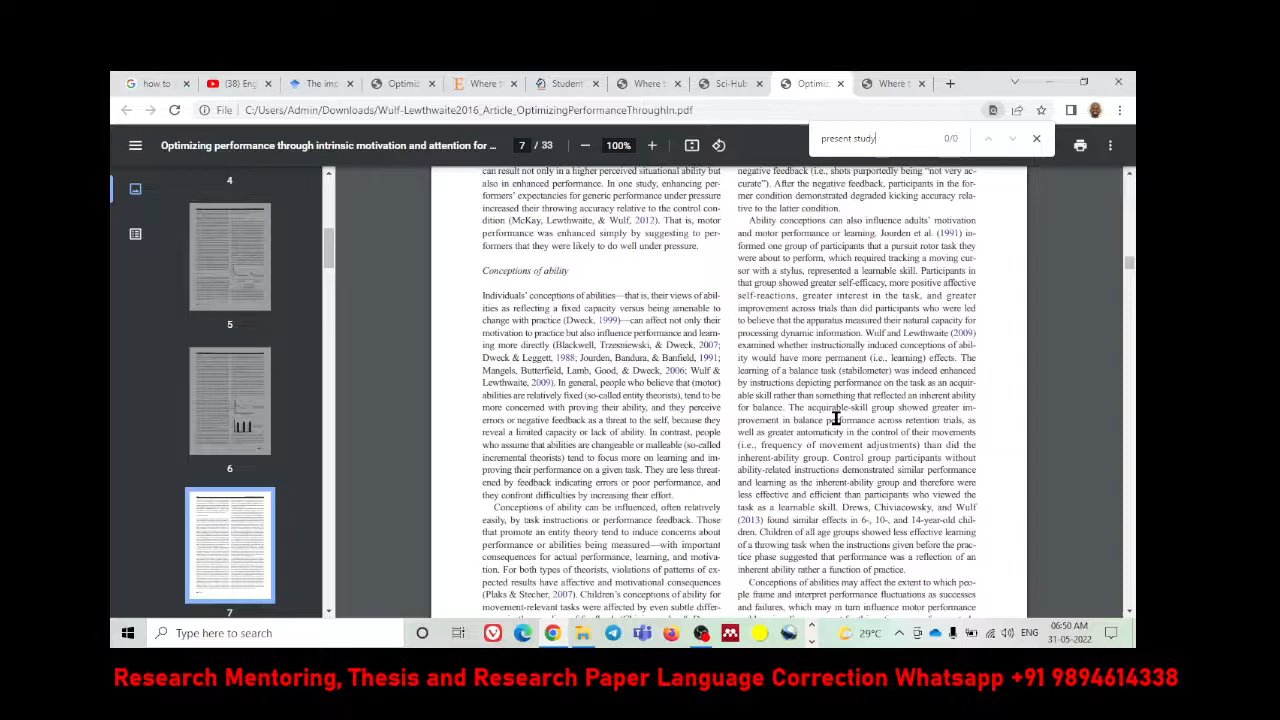 how to
(38) Eng
The imp
Optimiz
Where t
Student
Where t
Sci-Hub
Optimiz
Where t
File C:/Users/Admin/Downloads/Wulf-Lewthwaite2016_Article_OptimizingPerformanceThroughIn.pdf
present study 0/0
Optimizing performance through intrinsic motivation and attention for ... 7 / 33 100%
4
5
6
7
can result not only in a higher perceived situational ability but
also in enhanced performance. In one study, enhancing per-
formers' expectancies for generic performance under pressure
increased their throwing accuracy relative to the control con-
dition (McKay, Lewthwaite, & Wulf, 2012). That is, motor
performance was enhanced simply by suggesting to per-
formers that they were likely to do well under pressure.
Conceptions of ability
Individuals' conceptions of abilities—that is, their views of abil-
ities as reflecting a fixed capacity versus being amenable to
change with practice (Dweck, 1999)—can affect not only their
motivation to practice but also influence performance and learn-
ing more directly (Blackwell, Trzesniewski, & Dweck, 2007;
Dweck & Leggett, 1988; Jourden, Bandura, & Banfield, 1991;
Mangels, Butterfield, Lamb, Good, & Dweck, 2006; Wulf &
Lewthwaite, 2009). In general, people who believe that (motor)
abilities are relatively fixed (so-called entity theorists), tend to be
more concerned with proving their ability, and they perceive
errors or negative feedback as a threat to the self, because they
reveal a limited capacity or lack of ability. In contrast, people
who assume that abilities are changeable or malleable (so-called
incremental theorists) tend to focus more on learning and im-
proving their performance on a given task. They are less threat-
ened by feedback indicating errors or poor performance, and
they confront difficulties by increasing their effort.
Conceptions of ability can be influenced, often relatively
easily, by task instructions or performance feedback. Those
that promote an entity theory tend to induce concerns about
performance or abilities being measured—with important
consequences for actual performance, learning, and motiva-
tion. For both types of theorists, violations of patterns of ex-
pected results have affective and motivational consequences
(Plaks & Stecher, 2007). Children's conceptions of ability for
movement-relevant tasks were affected by even subtle differ-
negative feedback (i.e., shots purportedly being "not very ac-
curate"). After the negative feedback, participants in the for-
mer condition demonstrated degraded kicking accuracy rela-
tive to the latter condition.
Ability conceptions can also influence adults' motivation
and motor performance or learning. Jourden et al. (1991) in-
formed one group of participants that a pursuit rotor task they
were about to perform, which required tracking a moving cur-
sor with a stylus, represented a learnable skill. Participants in
that group showed greater self-efficacy, more positive affective
self-reactions, greater interest in the task, and greater
improvement across trials than did participants who were led
to believe that the apparatus measured their natural capacity for
processing dynamic information. Wulf and Lewthwaite (2009)
examined whether instructionally induced conceptions of abil-
ity would have more permanent (i.e., learning) effects. The
learning of a balance task (stabilometer) was indeed enhanced
by instructions depicting performance on the task as an acquir-
able skill rather than something that reflected an inherent ability
for balance. The acquirable-skill group showed greater im-
provement in balance performance across retention trials, as
well as greater automaticity in the control of their movements
(i.e., frequency of movement adjustments) than did the
inherent-ability group. Control group participants without
ability-related instructions demonstrated similar performance
and learning as the inherent-ability group and therefore were
less effective and efficient than participants who viewed the
task as a learnable skill. Drews, Chiviacowsky, and Wulf
(2013) found similar effects in 6-, 10-, and 14-year-old chil-
dren. Children of all age groups showed less effective learning
of a throwing task when the instructions given before the prac-
tice phase suggested that performance was a reflection of an
inherent ability rather a function of practice.
Conceptions of abilities may affect the extent to which peo-
ple frame and interpret performance fluctuations as successes
and failures, which may in turn influence motor performance
Type here to search
29°C
ENG
06:50 AM
31-05-2022
Research Mentoring, Thesis and Research Paper Language Correction Whatsapp +91 9894614338